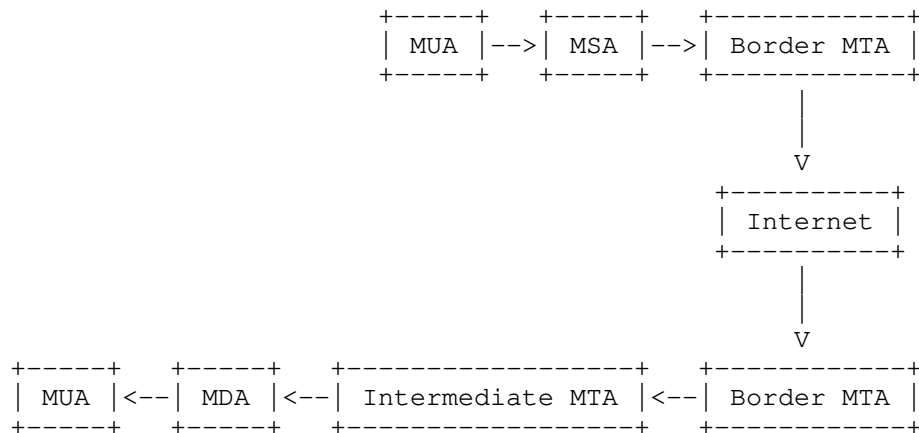 +-----+   +-----+   +------------+
| MUA |-->| MSA |-->| Border MTA |
+-----+   +-----+   +------------+
|
|
V
+----------+
| Internet |
+----------+
|
|
V
+-----+   +-----+   +------------------+   +------------+
| MUA |<--| MDA |<--| Intermediate MTA |<--| Border MTA |
+-----+   +-----+   +------------------+   +------------+